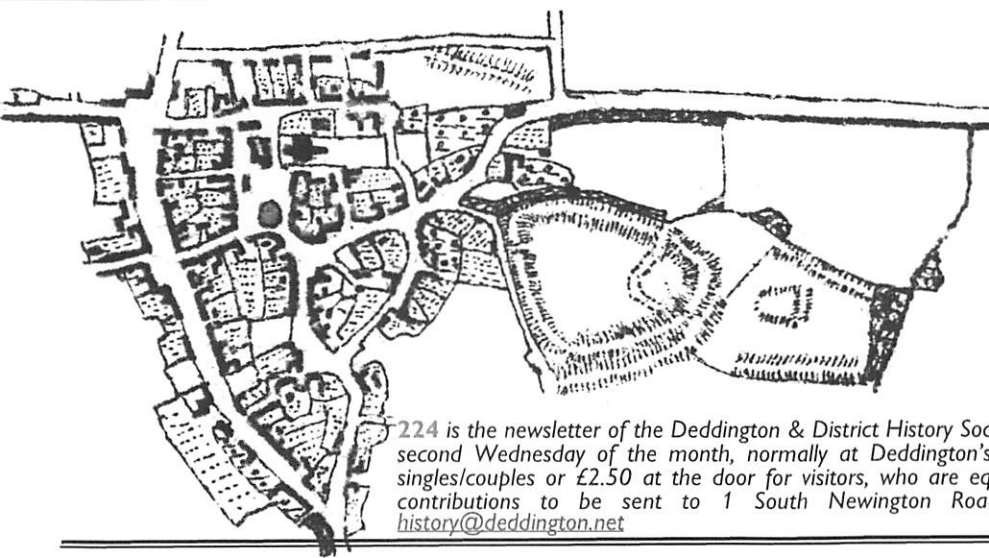 224 is the newsletter of the Deddington & District History Soc
second Wednesday of the month, normally at Deddington's
singles/couples or £2.50 at the door for visitors, who are eq
contributions to be sent to 1 South Newington Roa
history@deddington.net